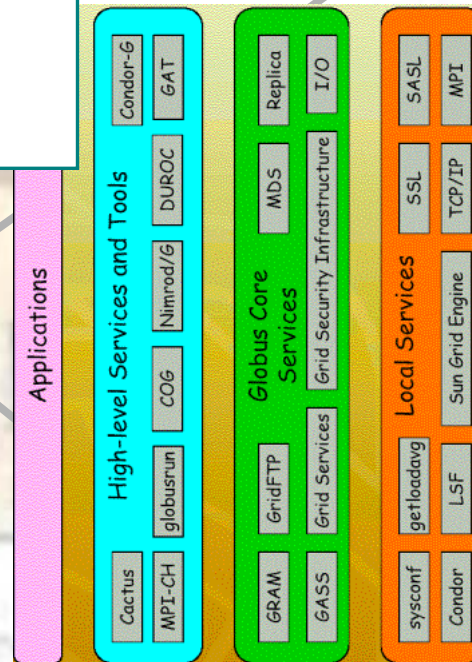 Applications
High-level Services and Tools
Cactus
Condor-G
MPI-CH
globusrun
COG
Nimrod/G
DUROC
GAT
Globus Core
Services
GRAM
GridFTP
MDS
Replica
GASS
Grid Services
Grid Security Infrastructure
I/O
Local Services
sysconf
getloadavg
SSL
SASL
Condor
LSF
Sun Grid Engine
TCP/IP
MPI